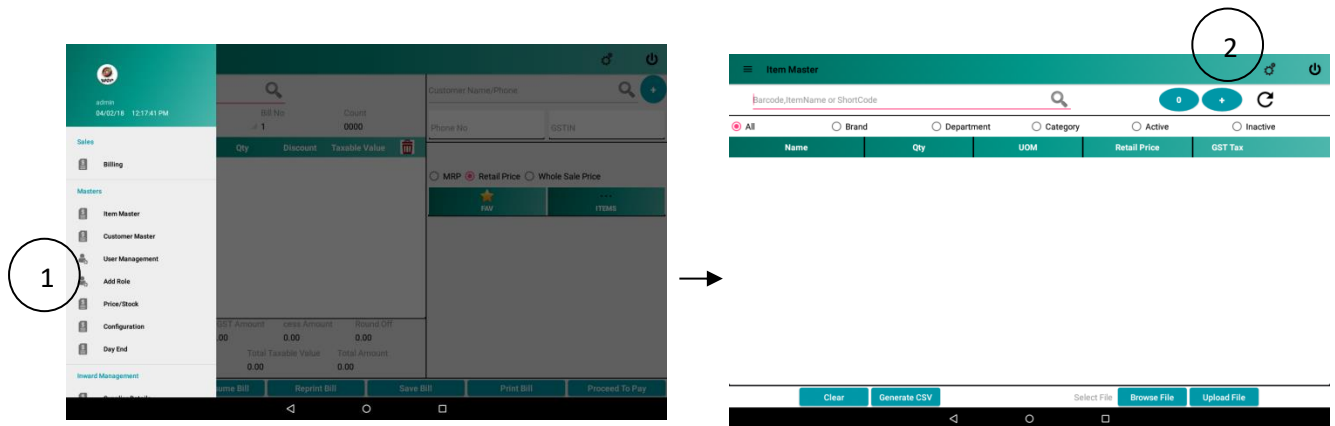 WeP
admin
04/02/18 12:17:41 PM
Sales
Billing
Masters
Item Master
Customer Master
User Management
Add Role
Price/Stock
Configuration
Day End
Inward Management
1
Customer Name/Phone
Bill No Count
1 0000
Phone No GSTIN
Qty Discount Taxable Value
MRP Retail Price Whole Sale Price
FAV ITEMS
GST Amount cess Amount Round Off
.00 0.00 0.00
Total Taxable Value Total Amount
0.00 0.00
ume Bill Reprint Bill Save Bill Print Bill Proceed To Pay
2
Item Master
Barcode,ItemName or ShortCode
0 +
All Brand Department Category Active Inactive
Name Qty UOM Retail Price GST Tax
Clear Generate CSV Select File Browse File Upload File